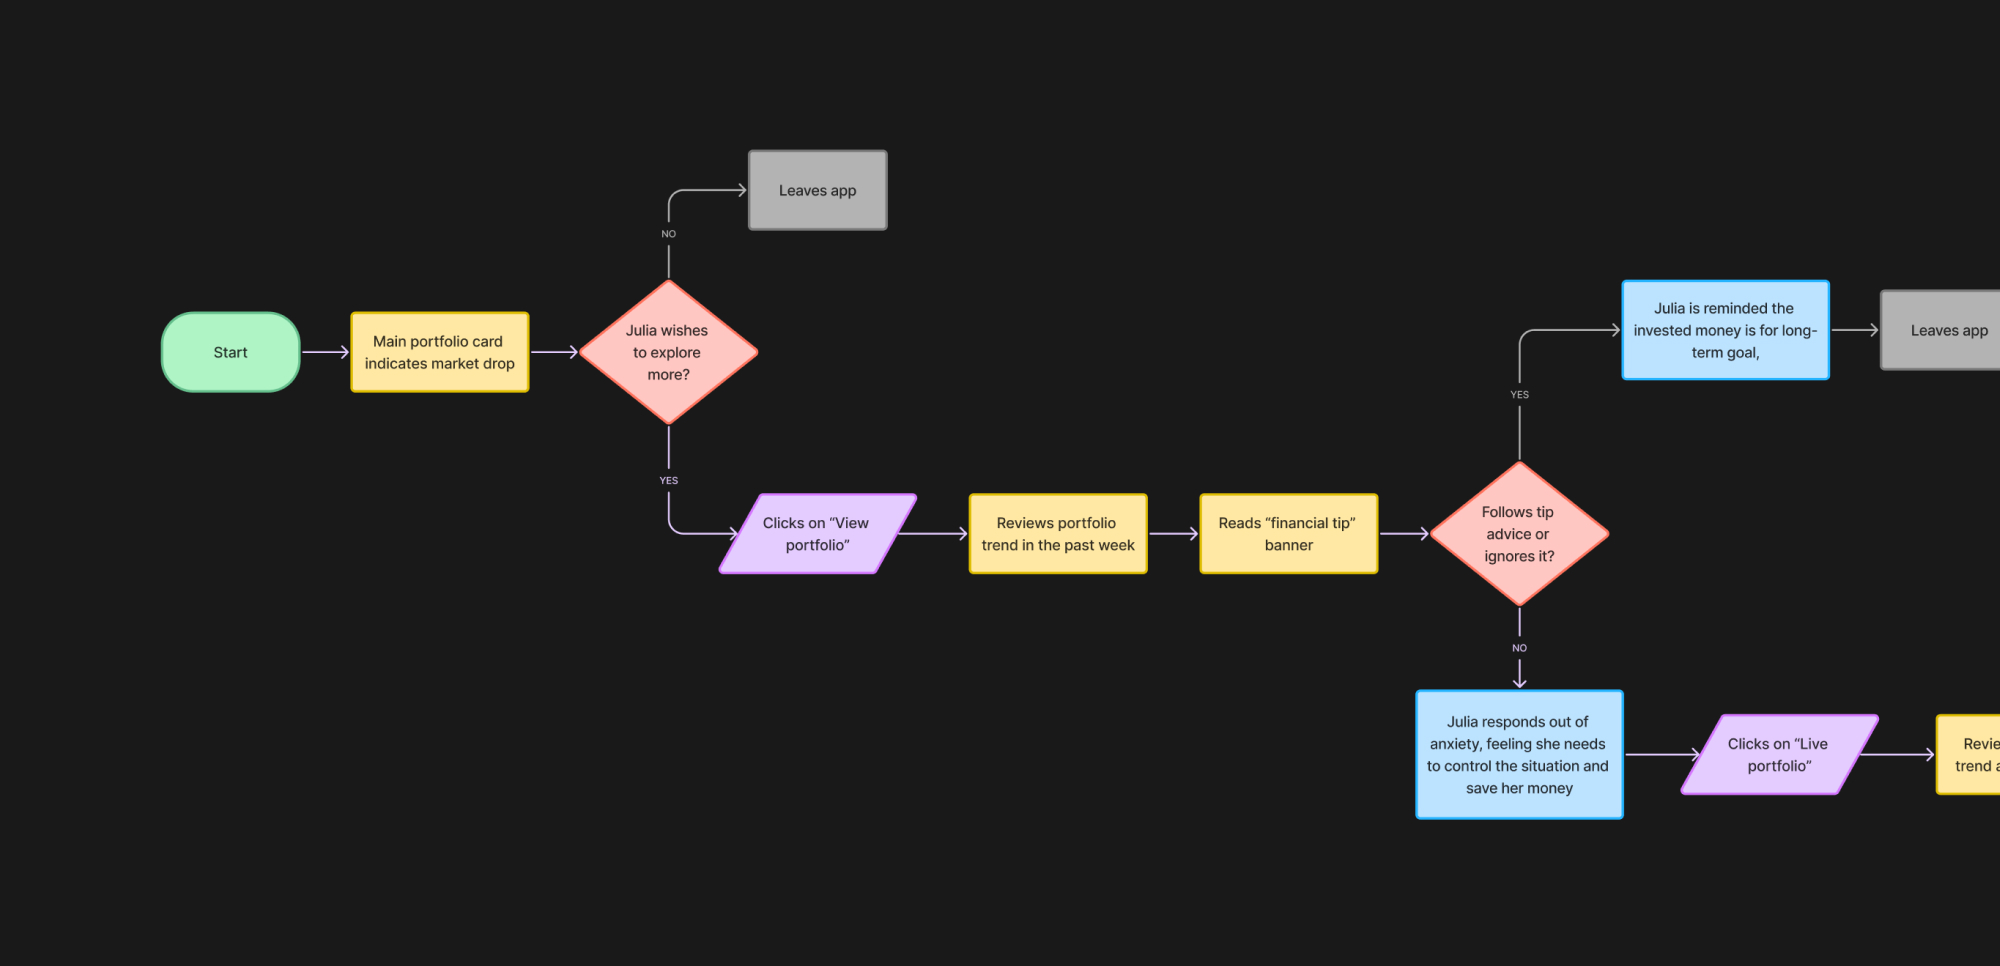 Leaves app
NO
Start
Main portfolio card
indicates market drop
Julia wishes
to explore
more?
YES
Clicks on “View
portfolio”
Reviews portfolio
trend in the past week
Reads “financial tip”
banner
Follows tip
advice or
ignores it?
YES
Julia is reminded the
invested money is for long-
term goal,
Leaves app
NO
Julia responds out of
anxiety, feeling she needs
to control the situation and
save her money
Clicks on “Live
portfolio”
trend